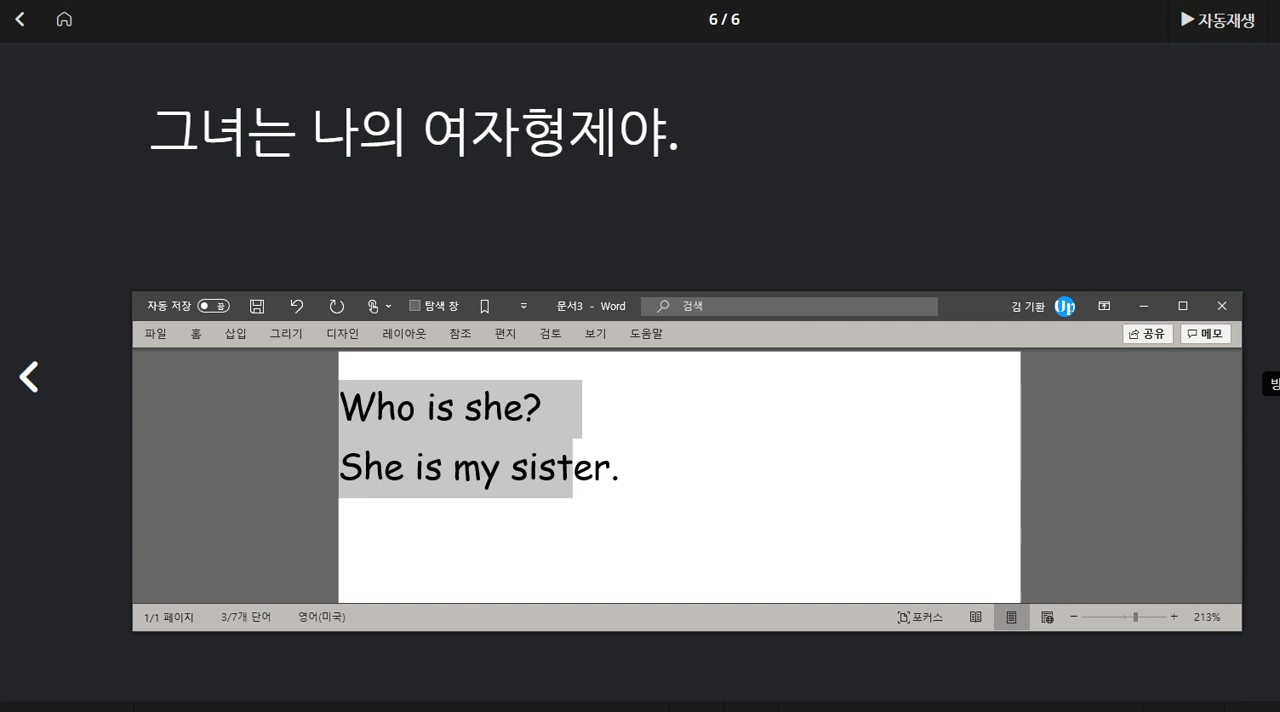 6 / 6
▶ 자동재생
그녀는 나의 여자형제야.
자동 저장 끔 탐색 창 문서3 - Word 검색 김 기환 Up
파일 홈 삽입 그리기 디자인 레이아웃 참조 편지 검토 보기 도움말 공유 메모
Who is she?
She is my sister.
1/1 페이지 3/7개 단어 영어(미국) 포커스 213%